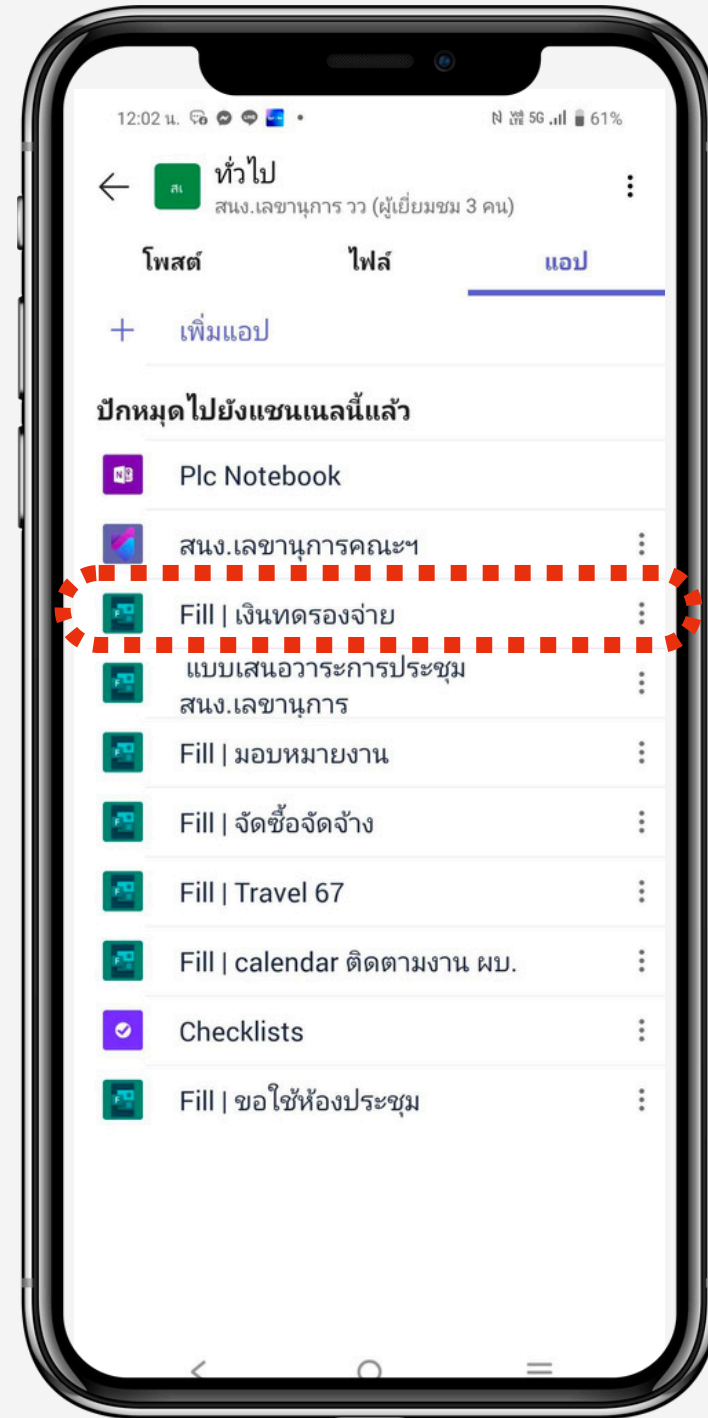 12:02 น. 5G 61%
ทั่วไป
สนง.เลขานุการ วว (ผู้เยี่ยมชม 3 คน)
โพสต์ ไฟล์ แอป
+ เพิ่มแอป
ปักหมุดไปยังแชนเนลนี้แล้ว
Plc Notebook
สนง.เลขานุการคณะฯ
Fill | เงินทดรองจ่าย
แบบเสนอวาระการประชุม
สนง.เลขานุการ
Fill | มอบหมายงาน
Fill | จัดซื้อจัดจ้าง
Fill | Travel 67
Fill | calendar ติดตามงาน ผบ.
Checklists
Fill | ขอใช้ห้องประชุม